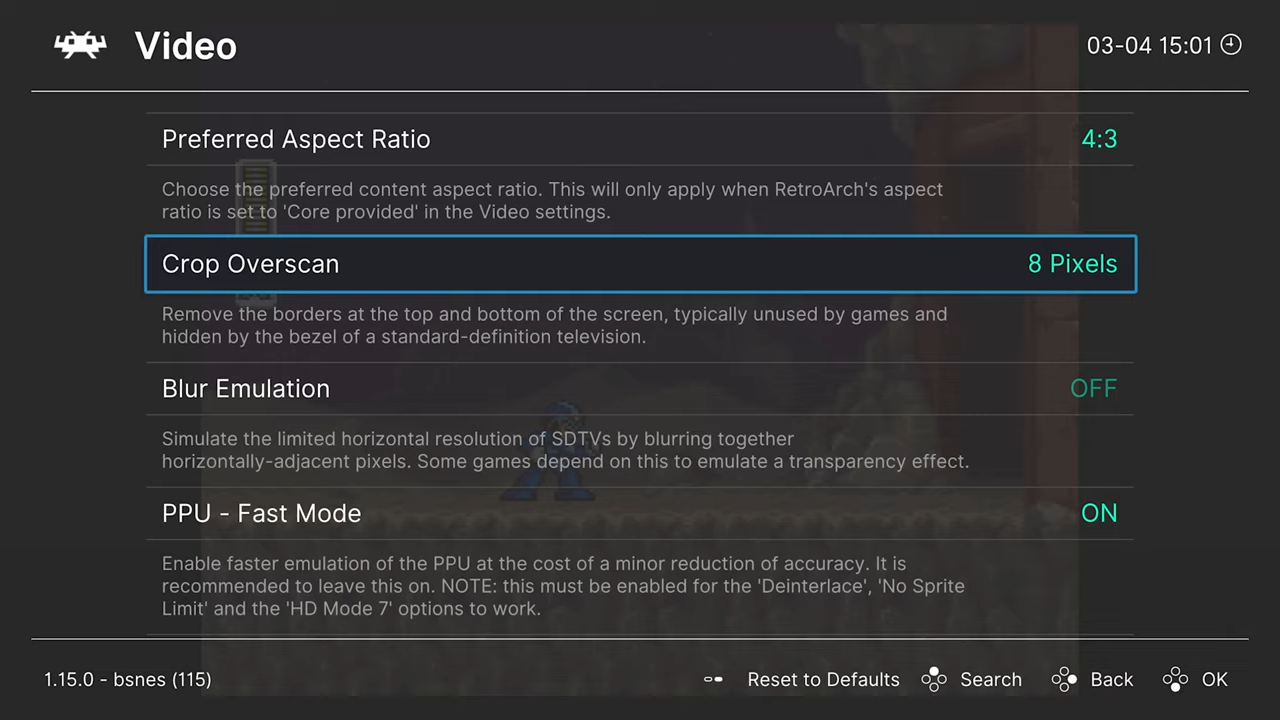 Video
03-04 15:01
Preferred Aspect Ratio 4:3
Choose the preferred content aspect ratio. This will only apply when RetroArch's aspect
ratio is set to 'Core provided' in the Video settings.
Crop Overscan 8 Pixels
Remove the borders at the top and bottom of the screen, typically unused by games and
hidden by the bezel of a standard-definition television.
Blur Emulation OFF
Simulate the limited horizontal resolution of SDTVs by blurring together
horizontally-adjacent pixels. Some games depend on this to emulate a transparency effect.
PPU - Fast Mode ON
Enable faster emulation of the PPU at the cost of a minor reduction of accuracy. It is
recommended to leave this on. NOTE: this must be enabled for the 'Deinterlace', 'No Sprite
Limit' and the 'HD Mode 7' options to work.
1.15.0 - bsnes (115) Reset to Defaults Search Back OK